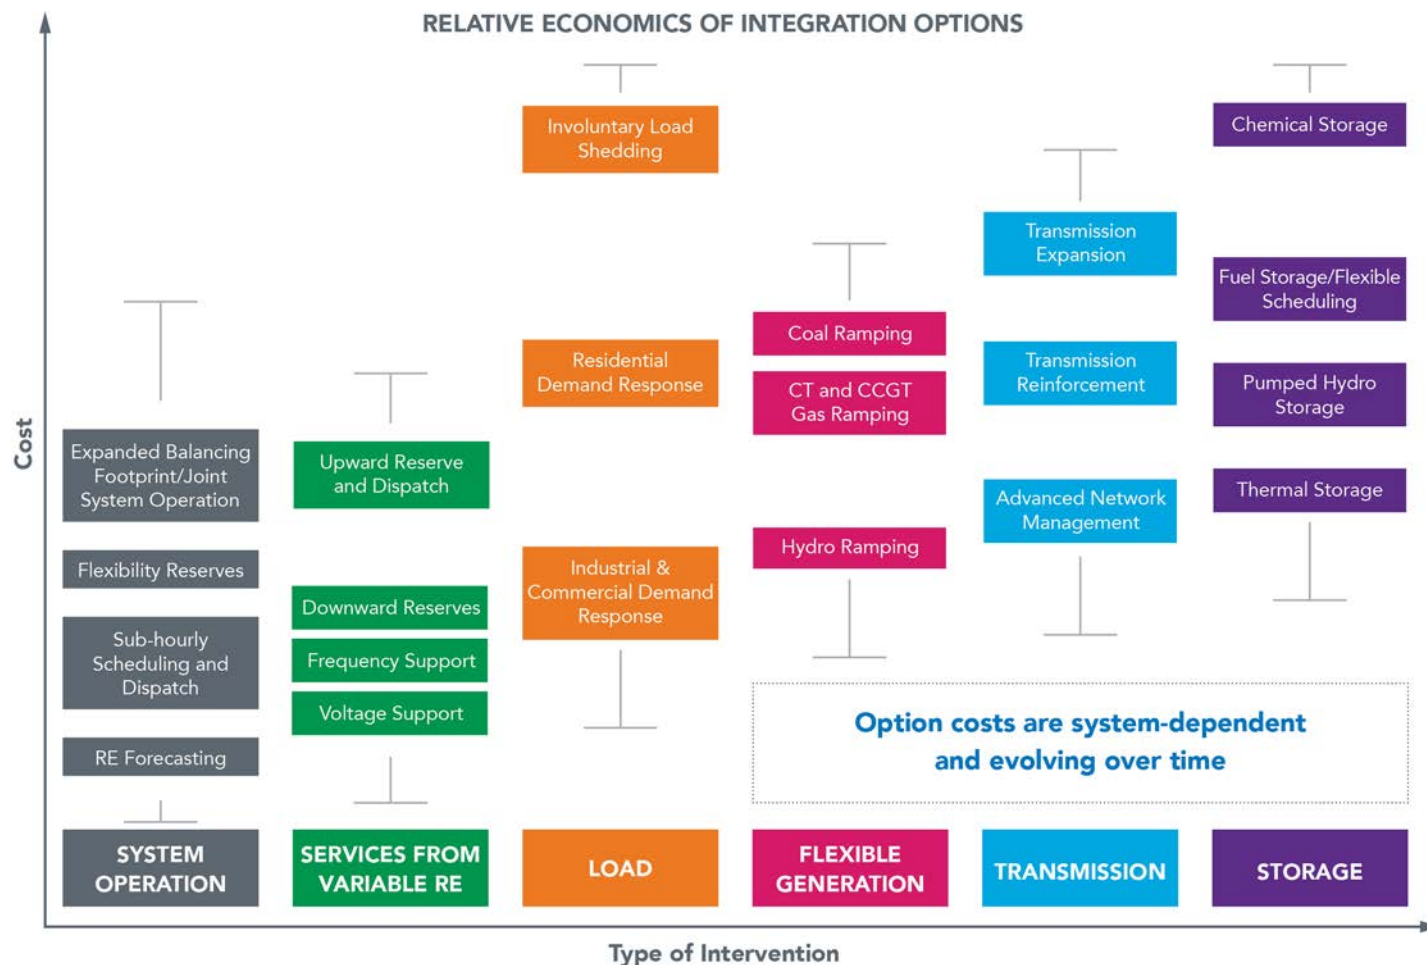 RELATIVE ECONOMICS OF INTEGRATION OPTIONS
Cost
Expanded Balancing
Footprint/Joint
System Operation
Flexibility Reserves
Sub-hourly
Scheduling and
Dispatch
RE Forecasting
SYSTEM
OPERATION
Upward Reserve
and Dispatch
Downward Reserves
Frequency Support
Voltage Support
SERVICES FROM
VARIABLE RE
Involuntary Load
Shedding
Residential
Demand Response
Industrial &
Commercial Demand
Response
LOAD
Coal Ramping
CT and CCGT
Gas Ramping
Hydro Ramping
FLEXIBLE
GENERATION
Transmission
Expansion
Transmission
Reinforcement
Advanced Network
Management
TRANSMISSION
Chemical Storage
Fuel Storage/Flexible
Scheduling
Pumped Hydro
Storage
Thermal Storage
STORAGE
Option costs are system-dependent
and evolving over time
Type of Intervention